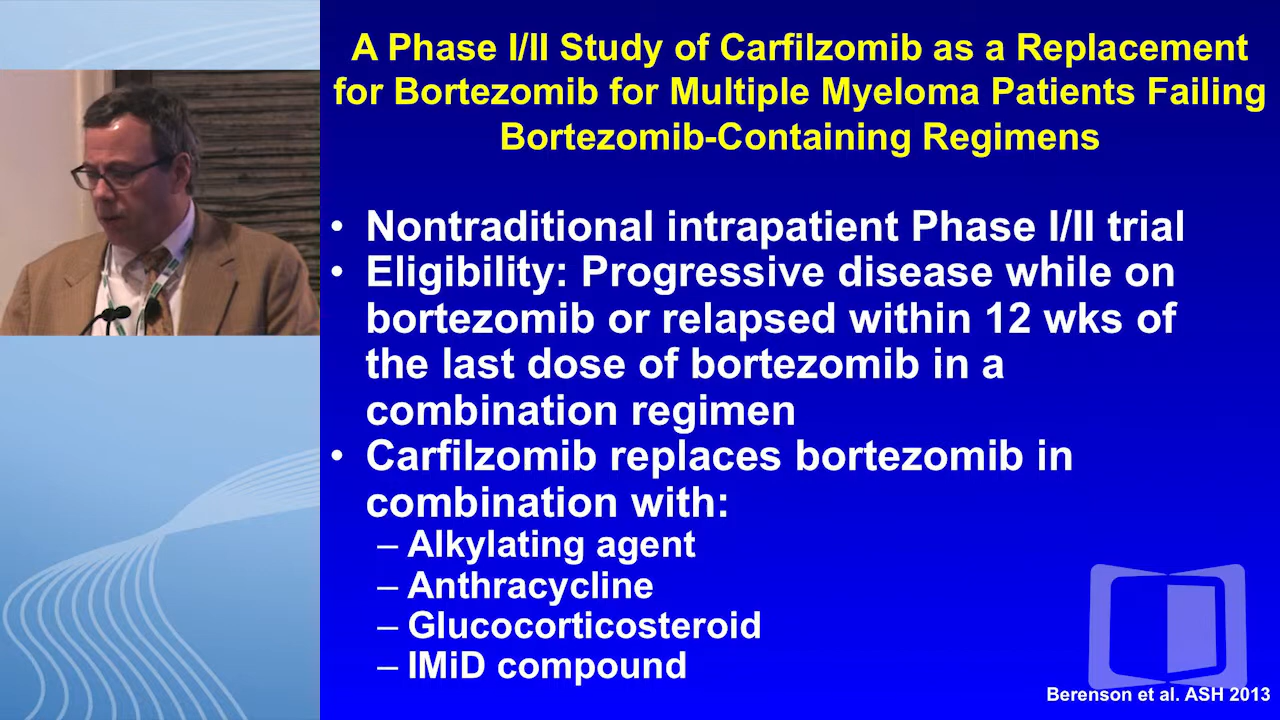 A Phase I/II Study of Carfilzomib as a Replacement
for Bortezomib for Multiple Myeloma Patients Failing
Bortezomib-Containing Regimens
• Nontraditional intrapatient Phase I/II trial
• Eligibility: Progressive disease while on
bortezomib or relapsed within 12 wks of
the last dose of bortezomib in a
combination regimen
• Carfilzomib replaces bortezomib in
combination with:
– Alkylating agent
– Anthracycline
– Glucocorticosteroid
– IMiD compound
Berenson et al. ASH 2013